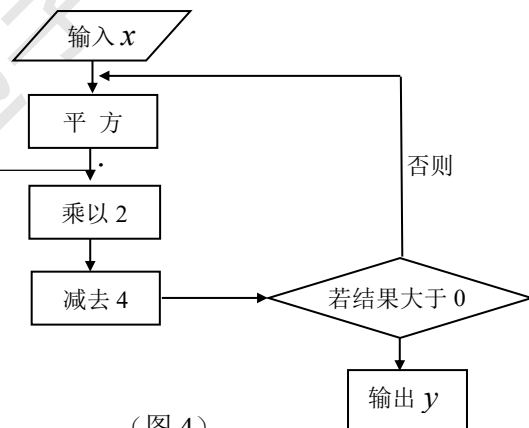 输入 x
平 方
乘以 2
减去 4
若结果大于 0
否则
输出 y
（图 4）